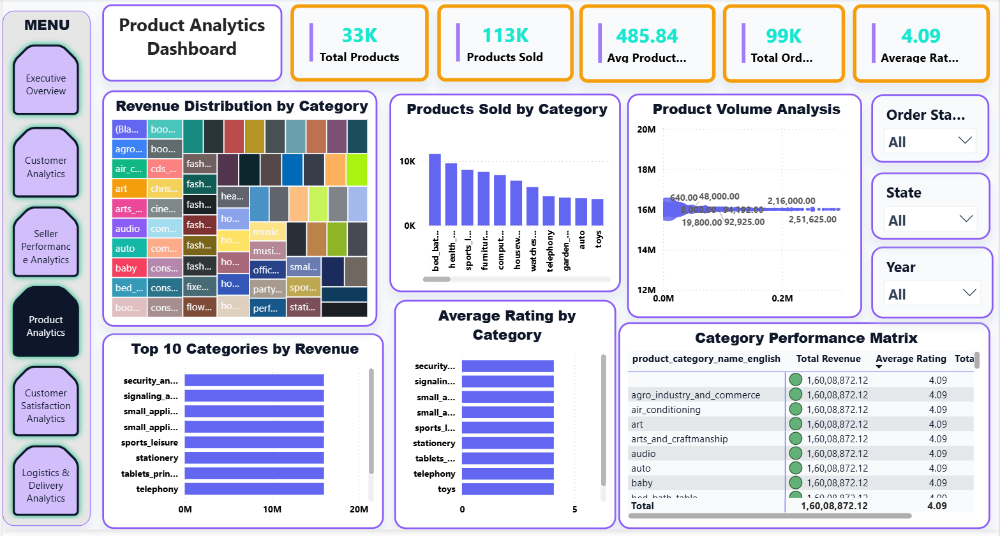 MENU
Executive
Overview
Customer
Analytics
Seller
Performanc
e Analytics
Product
Analytics
Customer
Satisfaction
Analytics
Logistics &
Delivery
Analytics
Product Analytics
Dashboard
33K
Total Products
113K
Products Sold
485.84
Avg Product...
99K
Total Ord...
4.09
Average Rat...
Revenue Distribution by Category
(Bla...
agro...
air_c...
art
arts_...
audio
auto
baby
bed_...
boo...
boo...
boo...
cds_...
chris...
cine...
com...
com...
cons...
cons...
cons...
fash...
fash...
fash...
fash...
fash...
fash...
fixe...
flow...
hea...
ho...
ho...
ho...
ho...
ho...
music
musi...
offic...
party...
perf...
smal...
spor...
stati...
Products Sold by Category
10K
0K
bed_bat...
health_...
sports_l...
furnitur...
comput...
housew...
watches...
telephony
garden_...
auto
toys
Product Volume Analysis
20M
18M
16M
14M
12M
0.0M
0.2M
640.00
48,000.00
2,16,000.00
8,000.00
94,192.00
19,800.00
92,925.00
2,51,625.00
Order Sta...
All
State
All
Year
All
Top 10 Categories by Revenue
security_an...
signaling_a...
small_appli...
small_appli...
sports_leisure
stationery
tablets_prin...
telephony
0M
10M
20M
Average Rating by
Category
security...
signalin...
small_a...
small_a...
sports_l...
stationery
tablets_...
telephony
toys
0
5
Category Performance Matrix
product_category_name_english Total Revenue Average Rating Tota
1,60,08,872.12 4.09
agro_industry_and_commerce 1,60,08,872.12 4.09
air_conditioning 1,60,08,872.12 4.09
art 1,60,08,872.12 4.09
arts_and_craftmanship 1,60,08,872.12 4.09
audio 1,60,08,872.12 4.09
auto 1,60,08,872.12 4.09
baby 1,60,08,872.12 4.09
bed_bath_table 1,60,08,872.12 4.09
Total 1,60,08,872.12 4.09